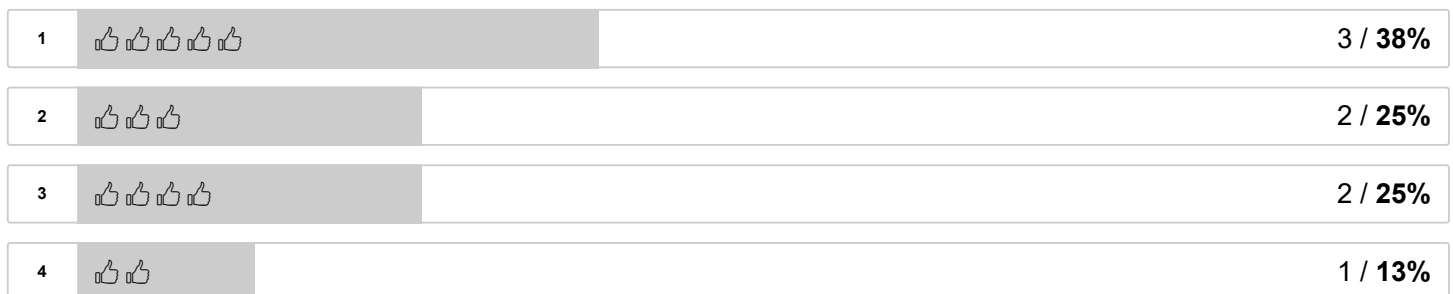 1 👍👍👍👍👍 3 / 38%
2 👍👍👍 2 / 25%
3 👍👍👍👍 2 / 25%
4 👍👍 1 / 13%